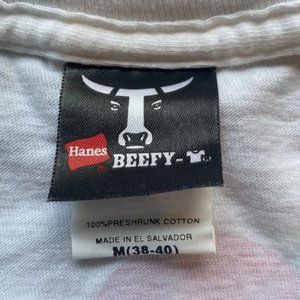 Hanes BEEFY-T
100%PRESHRUNK COTTON
MADE IN EL SALVADOR
M(38-40)